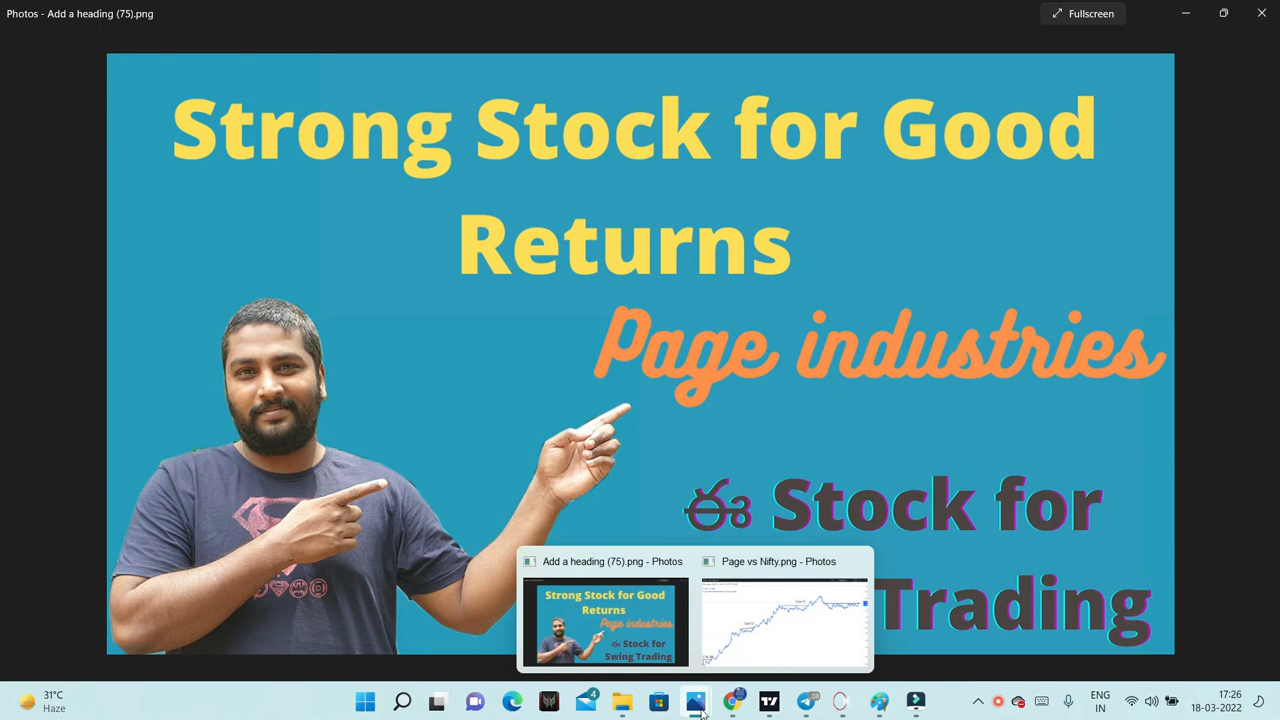 Photos - Add a heading (75).png
Fullscreen
Strong Stock for Good
Returns
Page industries
ఈ Stock for
Trading
Add a heading (75).png - Photos
Page vs Nifty.png - Photos
Strong Stock for Good
Returns
Page industries
ఈ Stock for
Swing Trading
31°C
Haze
4
ENG
IN
17:26
18-03-2022